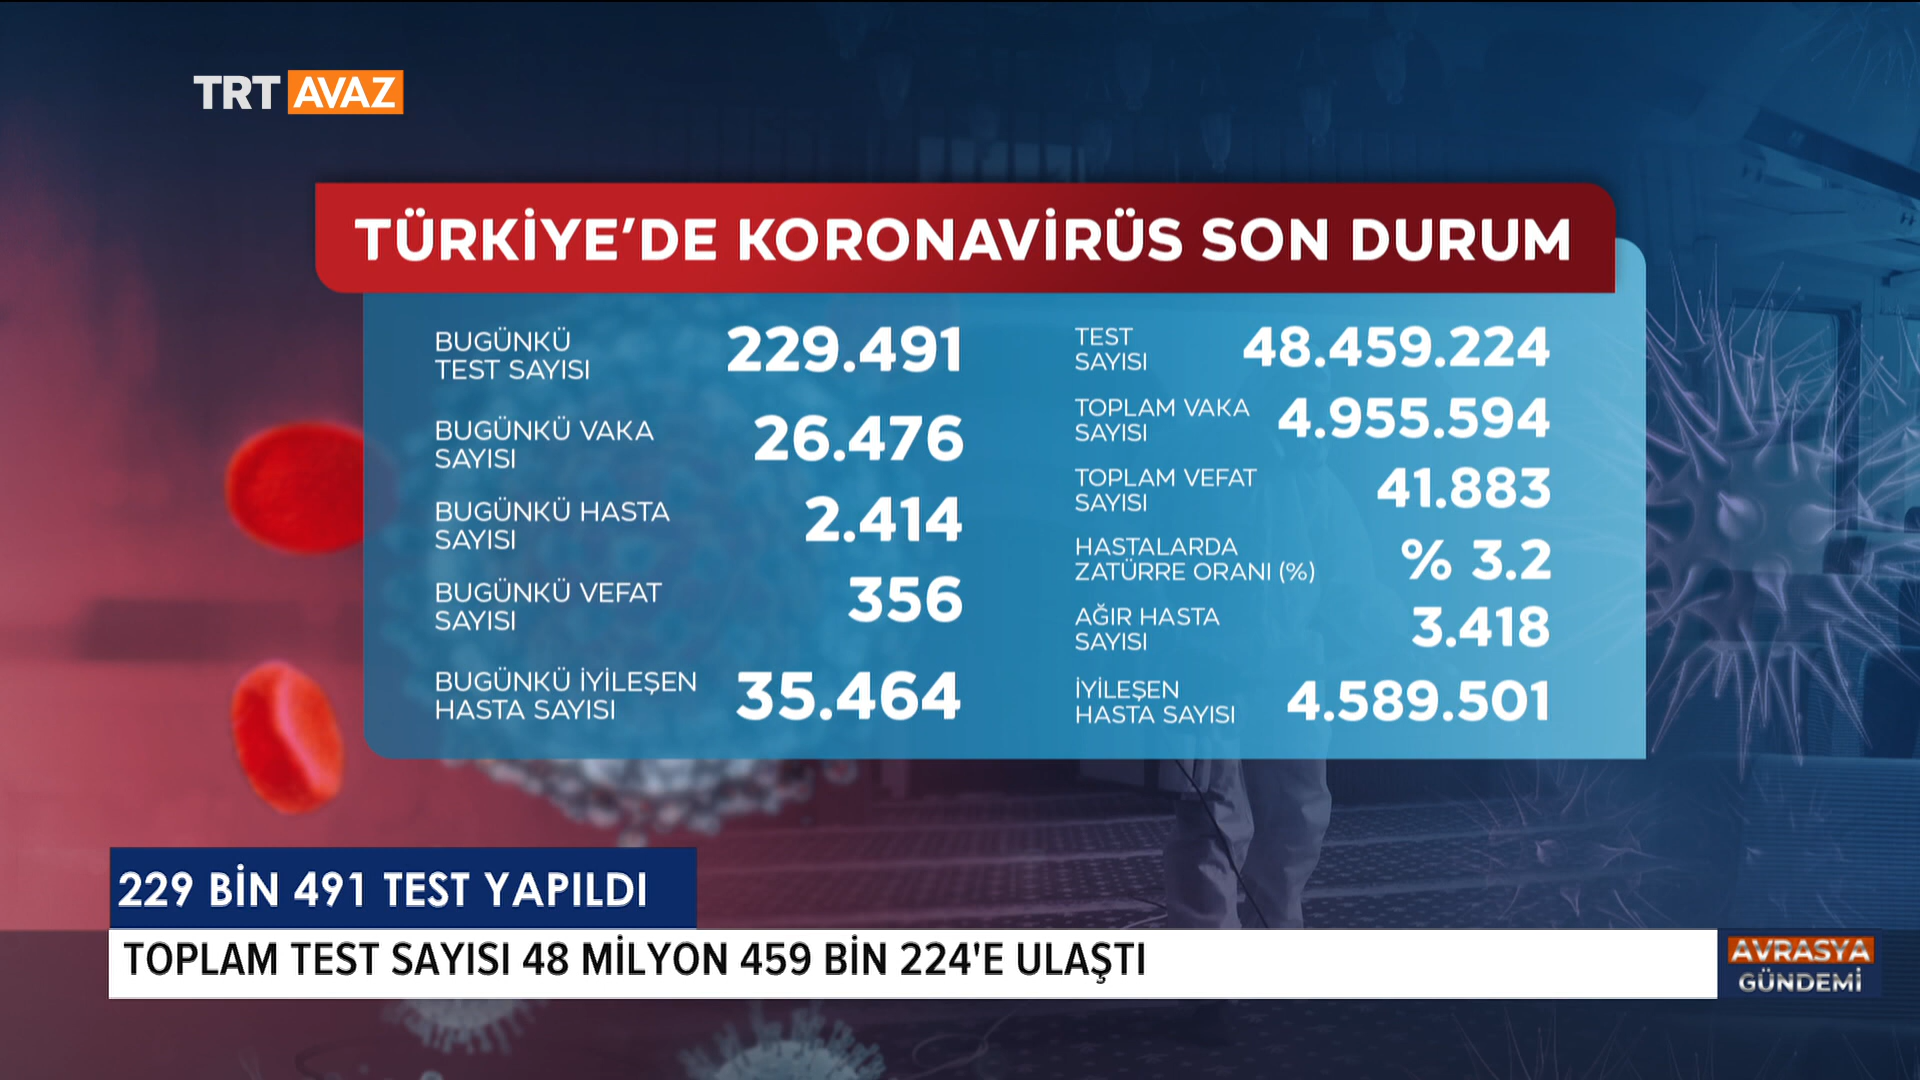 TRT AVAZ
TÜRKİYE’DE KORONAVİRÜS SON DURUM
BUGÜNKÜ
TEST SAYISI
229.491
BUGÜNKÜ VAKA
SAYISI
26.476
BUGÜNKÜ HASTA
SAYISI
2.414
BUGÜNKÜ VEFAT
SAYISI
356
BUGÜNKÜ İYİLEŞEN
HASTA SAYISI
35.464
TEST
SAYISI
48.459.224
TOPLAM VAKA
SAYISI
4.955.594
TOPLAM VEFAT
SAYISI
41.883
HASTALARDA
ZATÜRRE ORANI (%)
% 3.2
AĞIR HASTA
SAYISI
3.418
İYİLEŞEN
HASTA SAYISI
4.589.501
229 BİN 491 TEST YAPILDI
TOPLAM TEST SAYISI 48 MİLYON 459 BİN 224'E ULAŞTI
AVRASYA
GÜNDEMİ